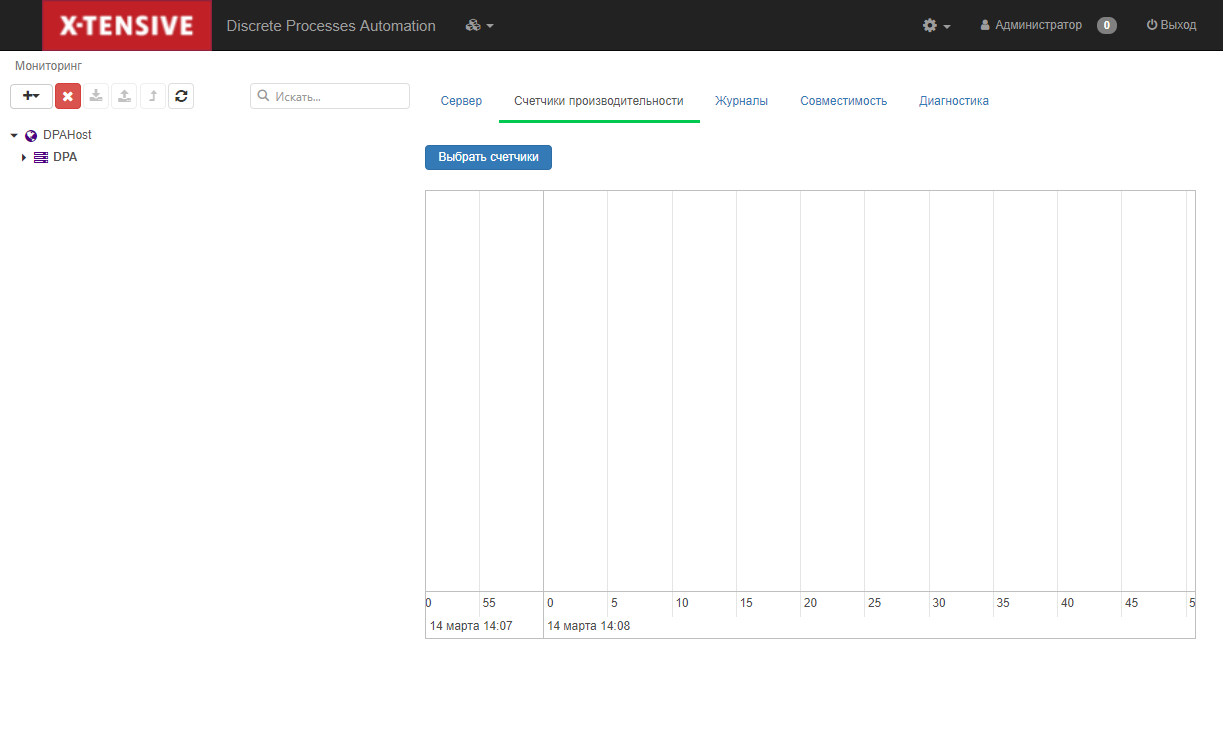 X-TENSIVE Discrete Processes Automation Администратор 0 Выход
Мониторинг
Искать...
Сервер Счетчики производительности Журналы Совместимость Диагностика
DPAHost
DPA
Выбрать счетчики
0 55 0 5 10 15 20 25 30 35 40 45 5
14 марта 14:07 14 марта 14:08